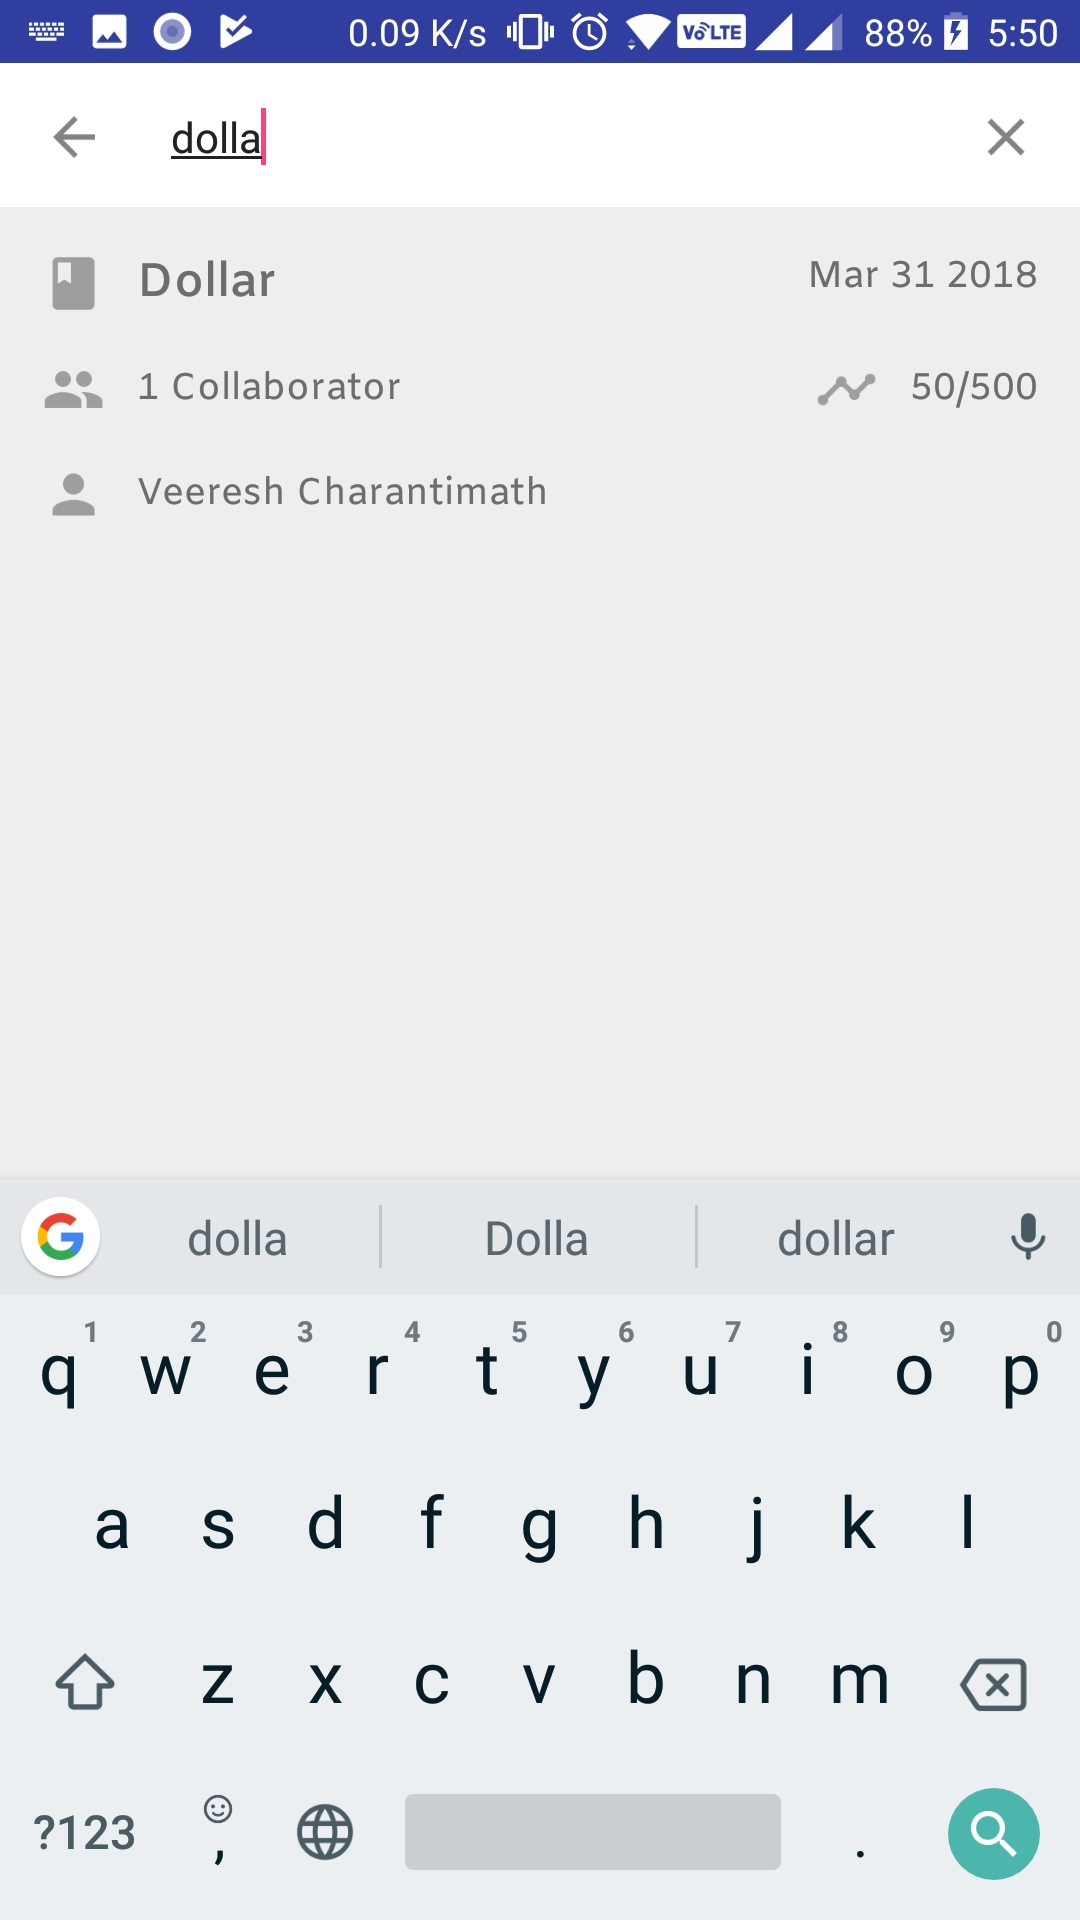 0.09 K/s VoLTE 88% 5:50
dolla
Dollar Mar 31 2018
1 Collaborator 50/500
Veeresh Charantimath
dolla Dolla dollar
1 2 3 4 5 6 7 8 9 0
q w e r t y u i o p
a s d f g h j k l
z x c v b n m
?123 , .